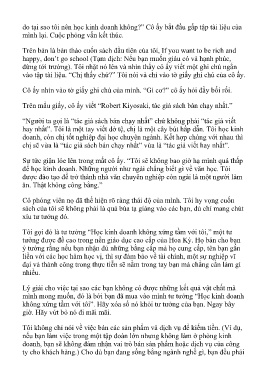 do tại sao tôi nên học kinh doanh không?” Cô ấy bắt đầu gấp tập tài liệu của
mình lại. Cuộc phỏng vấn kết thúc.
Trên bàn là bản thảo cuốn sách đầu tiên của tôi, If you want to be rich and
happy, don’t go school (Tạm dịch: Nếu bạn muốn giàu có và hạnh phúc,
đừng tới trường). Tôi nhặt nó lên và nhìn thấy cô ấy viết một ghi chú ngắn
vào tập tài liệu. “Chị thấy chứ?” Tôi nói và chỉ vào tờ giấy ghi chú của cô ấy.
Cô ấy nhìn vào tờ giấy ghi chú của mình. “Gì cơ?” cô ấy hỏi đầy bối rối.
Trên mẩu giấy, cô ấy viết “Robert Kiyosaki, tác giả sách bán chạy nhất.”
“Người ta gọi là “tác giả sách bán chạy nhất” chứ không phải “tác giả viết
hay nhất”. Tôi là một tay viết dở tệ, chị là một cây bút hấp dẫn. Tôi học kinh
doanh, còn chị tốt nghiệp đại học chuyên ngành. Kết hợp chúng với nhau thì
chị sẽ vừa là “tác giả sách bán chạy nhất” vừa là “tác giả viết hay nhất”.
Sự tức giận lóe lên trong mắt cô ấy. “Tôi sẽ không bao giờ hạ mình quá thấp
để học kinh doanh. Những người như ngài chẳng biết gì về văn học. Tôi
được đào tạo để trở thành nhà văn chuyên nghiệp còn ngài là một người làm
ăn. Thật không công bằng.”
Cô phóng viên nọ đã thể hiện rõ ràng thái độ của mình. Tôi hy vọng cuốn
sách của tôi sẽ không phải là quả bùa tạ giáng vào các bạn, dù chỉ mang chút
xíu tư tưởng đó.
Tôi gọi đó là tư tưởng “Học kinh doanh không xứng tầm với tôi,” một tư
tưởng được đề cao trong nền giáo dục cao cấp của Hoa Kỳ. Họ bán cho bạn
ý tưởng rằng nếu bạn nhận đủ những bằng cấp mà họ cung cấp, tên bạn gắn
liền với các học hàm học vị, thì sự đảm bảo về tài chính, một sự nghiệp vĩ
đại và thành công trong thực tiễn sẽ nằm trong tay bạn mà chẳng cần làm gì
nhiều.
Lý giải cho việc tại sao các bạn không có được những kết quả vật chất mà
mình mong muốn, đó là bởi bạn đã mua vào mình tư tưởng “Học kinh doanh
không xứng tầm với tôi”. Hãy xóa sổ nó khỏi tư tưởng của bạn. Ngay bây
giờ. Hãy vứt bỏ nó đi mãi mãi.
Tôi không chỉ nói về việc bán các sản phẩm và dịch vụ để kiếm tiền. (Ví dụ,
nếu bạn làm việc trong một tập đoàn lớn nhưng không làm ở phòng kinh
doanh, bạn sẽ không đảm nhận vai trò bán sản phẩm hoặc dịch vụ của công
ty cho khách hàng.) Cho dù bạn đang sống bằng ngành nghề gì, bạn đều phải